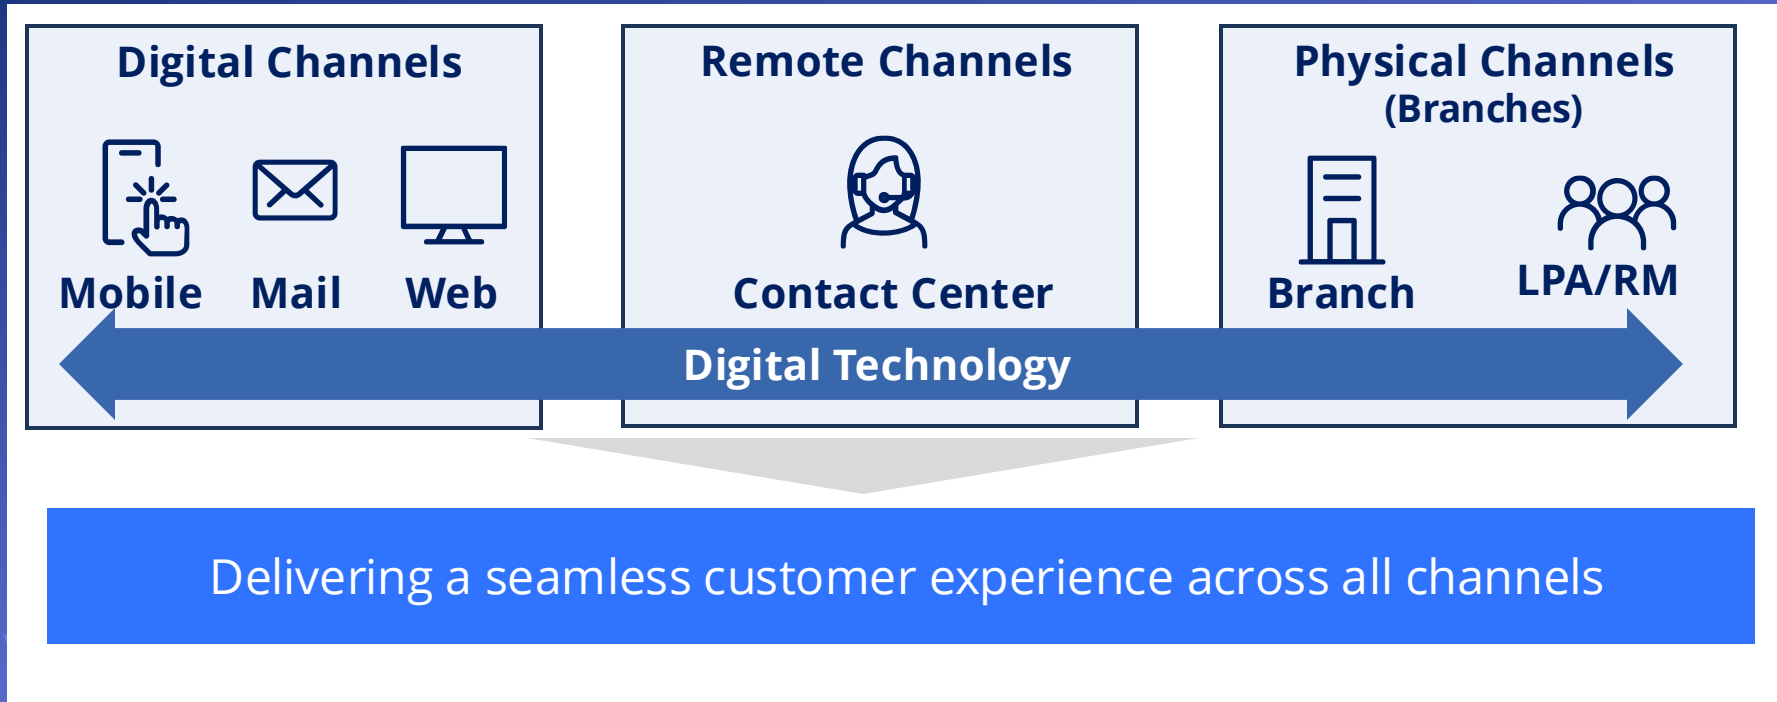 Digital Channels
Mobile
Mail
Web
Remote Channels
Contact Center
Physical Channels
(Branches)
Branch
LPA/RM
Digital Technology
Delivering a seamless customer experience across all channels